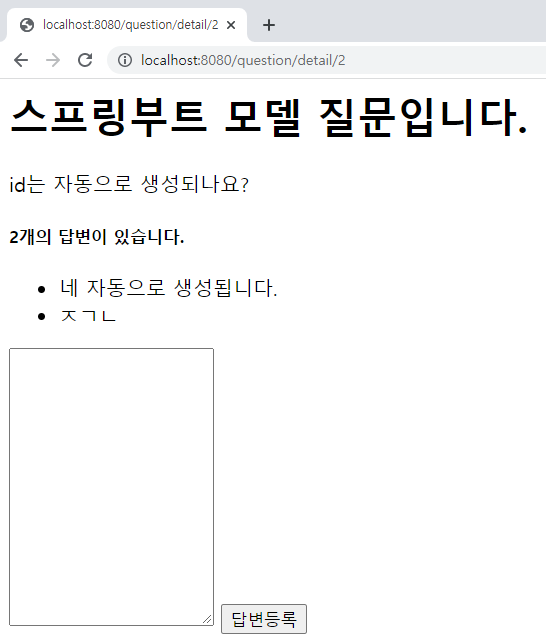 localhost:8080/question/detail/2
localhost:8080/question/detail/2
스프링부트 모델 질문입니다.
id는 자동으로 생성되나요?
2개의 답변이 있습니다.
네 자동으로 생성됩니다.
ㅈㄱㄴ
답변등록